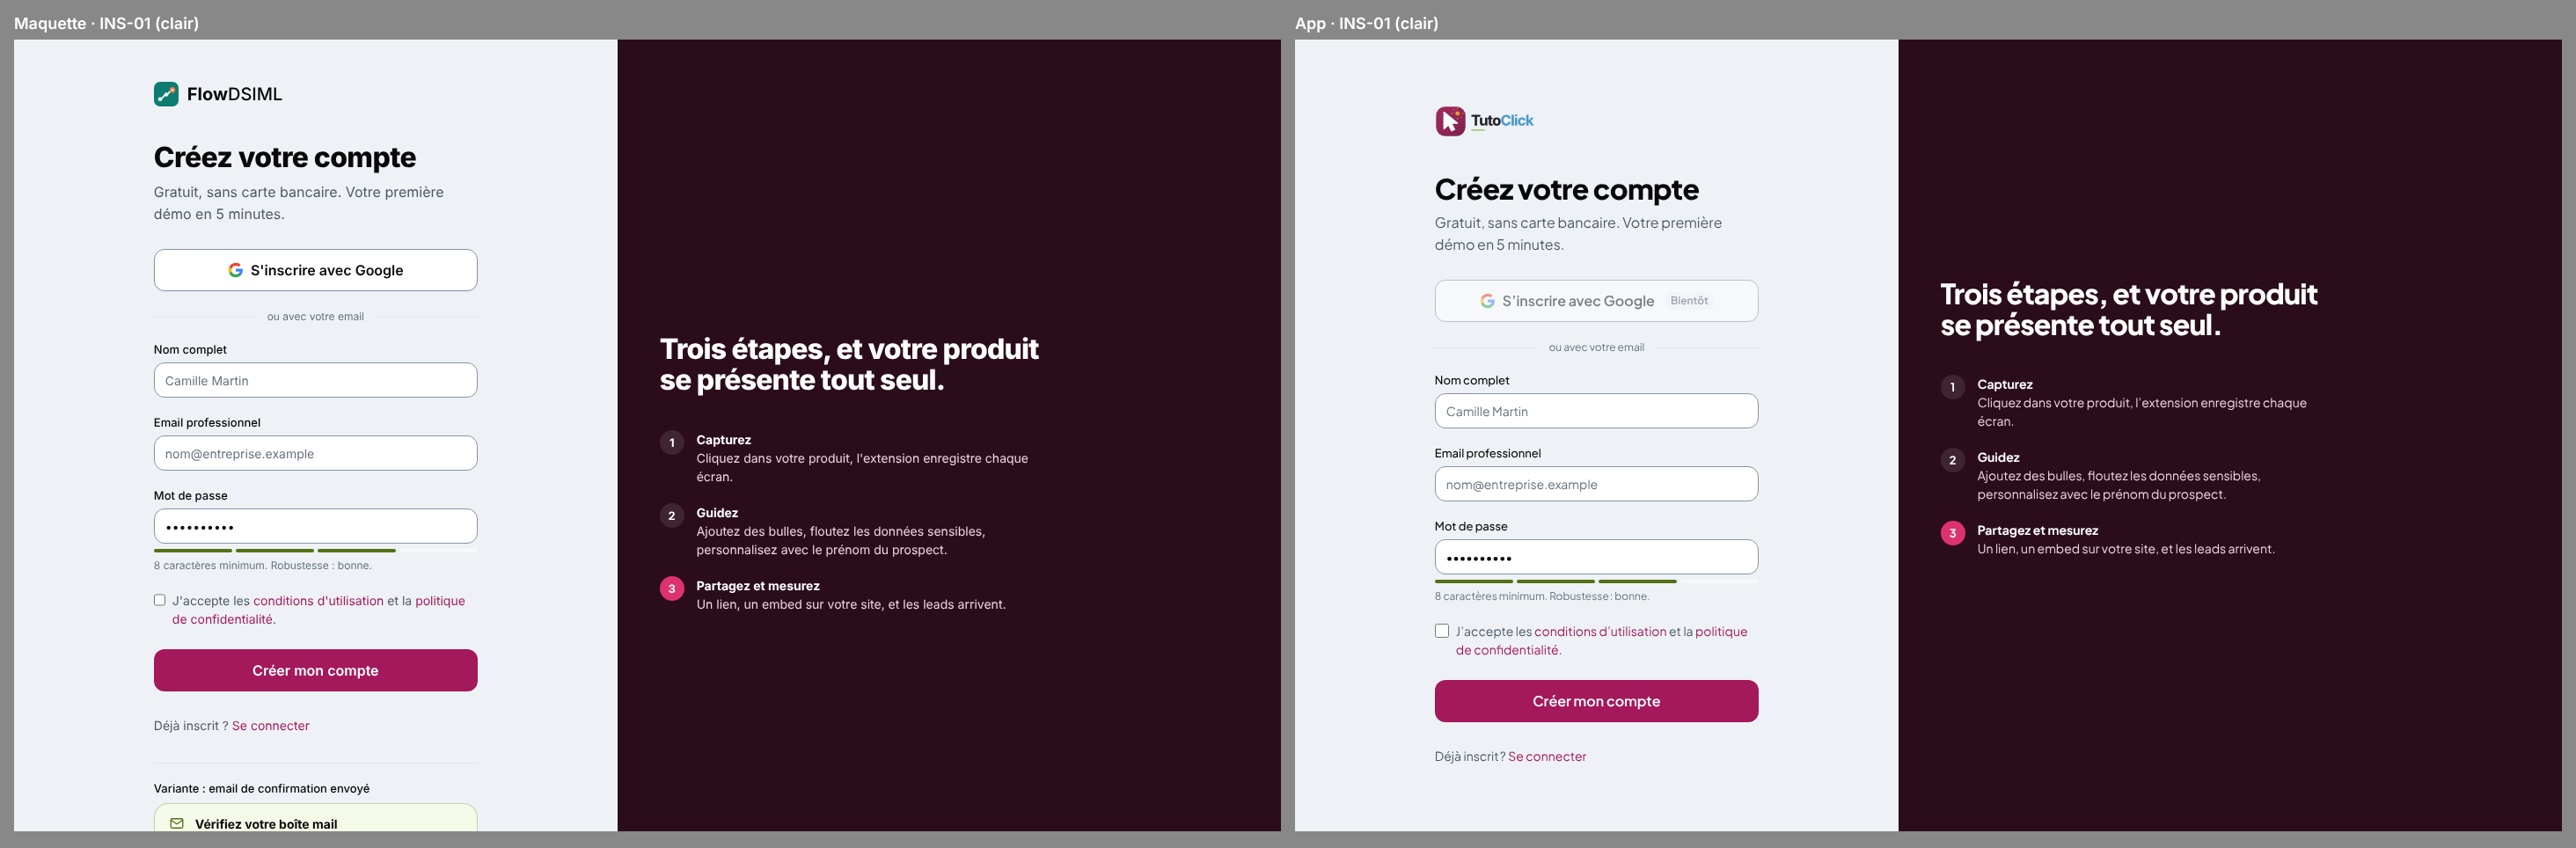 Maquette · INS-01 (clair)
FlowDSIML
Créez votre compte
Gratuit, sans carte bancaire. Votre première
démo en 5 minutes.
S'inscrire avec Google
ou avec votre email
Nom complet
Camille Martin
Email professionnel
nom@entreprise.example
Mot de passe
••••••••••
8 caractères minimum. Robustesse : bonne.
J'accepte les conditions d'utilisation et la politique
de confidentialité.
Créer mon compte
Déjà inscrit ? Se connecter
Variante : email de confirmation envoyé
Vérifiez votre boîte mail
Trois étapes, et votre produit
se présente tout seul.
1 Capturez
Cliquez dans votre produit, l'extension enregistre chaque
écran.
2 Guidez
Ajoutez des bulles, floutez les données sensibles,
personnalisez avec le prénom du prospect.
3 Partagez et mesurez
Un lien, un embed sur votre site, et les leads arrivent.
App · INS-01 (clair)
TutoClick
Créez votre compte
Gratuit, sans carte bancaire. Votre première
démo en 5 minutes.
S’inscrire avec Google Bientôt
ou avec votre email
Nom complet
Camille Martin
Email professionnel
nom@entreprise.example
Mot de passe
••••••••••
8 caractères minimum. Robustesse : bonne.
J’accepte les conditions d’utilisation et la politique
de confidentialité.
Créer mon compte
Déjà inscrit ? Se connecter
Trois étapes, et votre produit
se présente tout seul.
1 Capturez
Cliquez dans votre produit, l’extension enregistre chaque
écran.
2 Guidez
Ajoutez des bulles, floutez les données sensibles,
personnalisez avec le prénom du prospect.
3 Partagez et mesurez
Un lien, un embed sur votre site, et les leads arrivent.